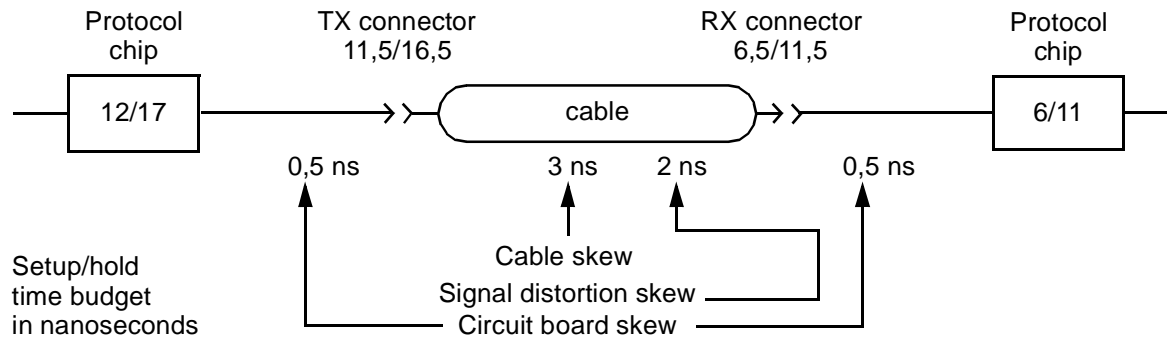 Protocol
chip
TX connector
11,5/16,5
RX connector
6,5/11,5
Protocol
chip
12/17
cable
6/11
0,5 ns
3 ns
2 ns
0,5 ns
Cable skew
Signal distortion skew
Circuit board skew
Setup/hold
time budget
in nanoseconds